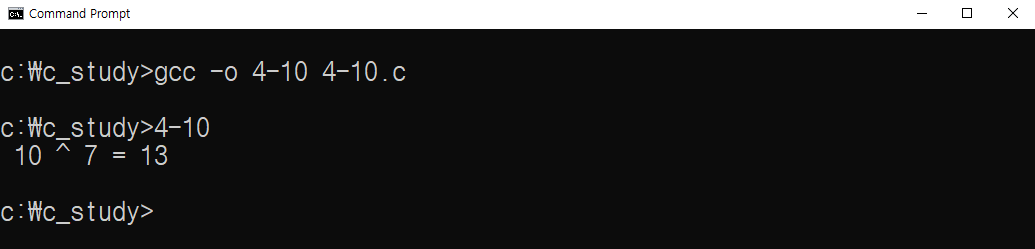 Command Prompt
c:₩c_study>gcc -o 4-10 4-10.c
c:₩c_study>4-10
10 ^ 7 = 13
c:₩c_study>